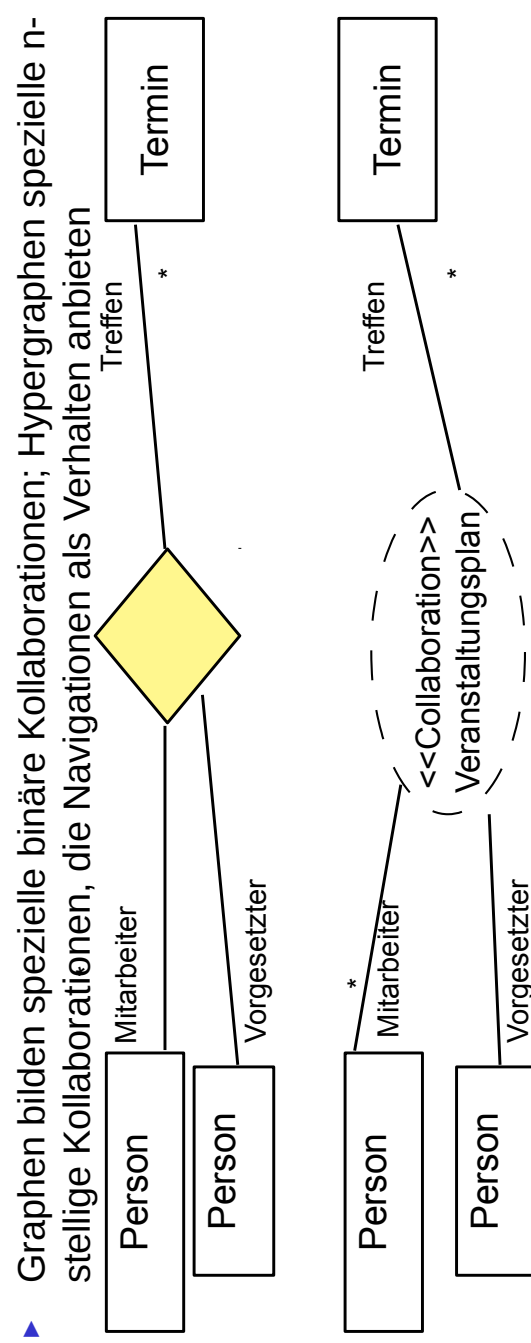 ► Graphen bilden spezielle binäre Kollaborationen; Hypergraphen spezielle n-
stellige Kollaborationen, die Navigationen als Verhalten anbieten
*
Mitarbeiter
Person
Treffen
*
Termin
Person
Vorgesetzter
*
Mitarbeiter
Person
<<Collaboration>>
Veranstaltungsplan
Treffen
*
Termin
Person
Vorgesetzter